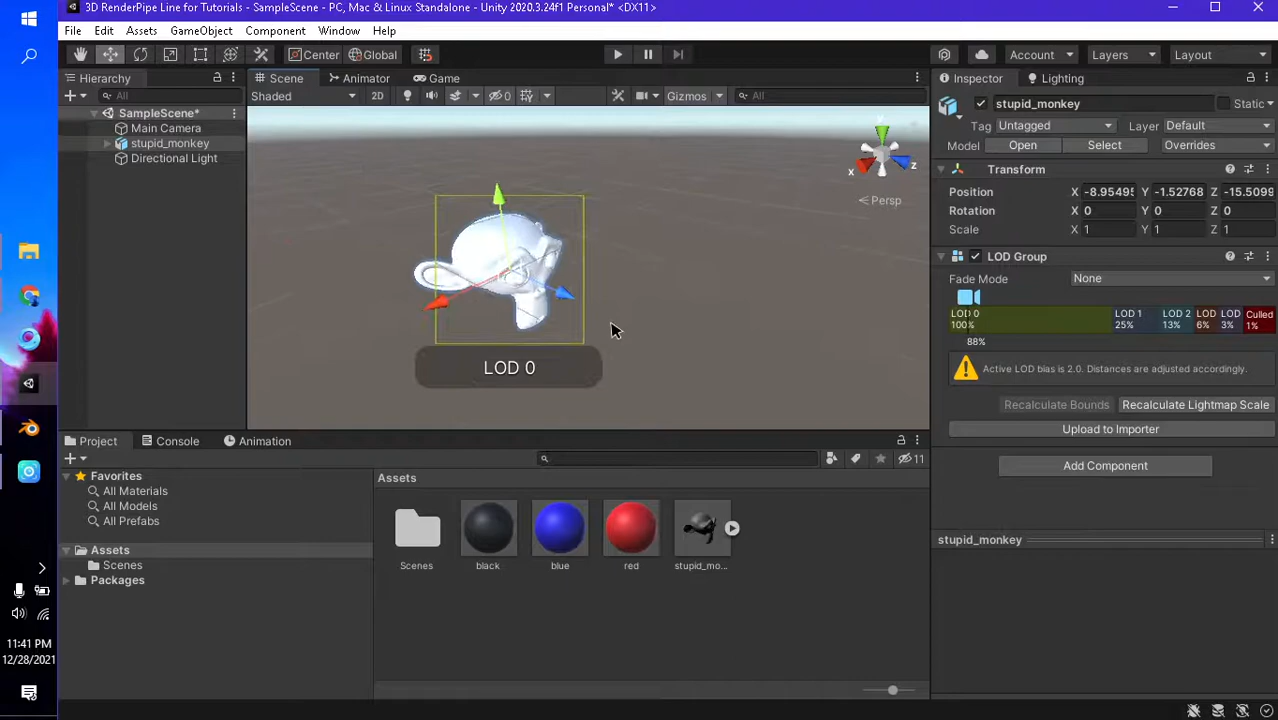 3D RenderPipe Line for Tutorials - SampleScene - PC, Mac & Linux Standalone - Unity 2020.3.24f1 Personal* <DX11>
File Edit Assets GameObject Component Window Help
Center Global Account Layers Layout
Hierarchy
All
SampleScene*
Main Camera
stupid_monkey
Directional Light
Scene Animator Game
Shaded 2D 0 Gizmos All
y
x
z
Persp
LOD 0
Inspector Lighting
stupid_monkey Static
Tag Untagged Layer Default
Model Open Select Overrides
Transform
Position X -8.95495 Y -1.52768 Z -15.5099
Rotation X 0 Y 0 Z 0
Scale X 1 Y 1 Z 1
LOD Group
Fade Mode None
LOD 0 LOD 1 LOD 2 LOD LOD Culled
100% 25% 13% 6% 3% 1%
88%
Active LOD bias is 2.0. Distances are adjusted accordingly.
Recalculate Bounds Recalculate Lightmap Scale
Upload to Importer
Add Component
stupid_monkey
Project Console Animation
11
Favorites
All Materials
All Models
All Prefabs
Assets
Scenes
Packages
Assets
Scenes black blue red stupid_mo...
11:41 PM
12/28/2021